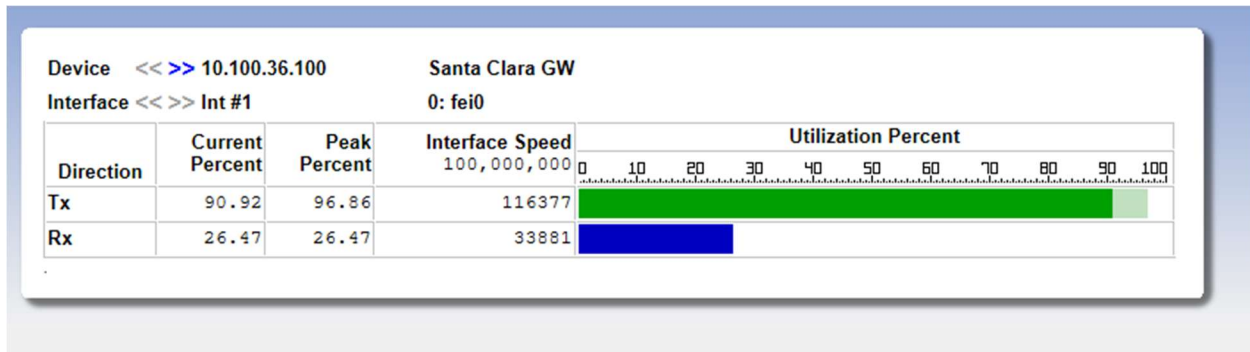 Device << >> 10.100.36.100 Santa Clara GW
Interface << >> Int #1 0: fei0
Direction Current Percent Peak Percent Interface Speed 100,000,000 Utilization Percent
0 10 20 30 40 50 60 70 80 90 100
Tx 90.92 96.86 116377
Rx 26.47 26.47 33881
.